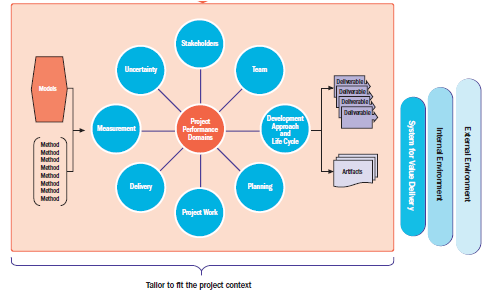 Stakeholders
Uncertainty
Team
Models
Project
Performance
Domains
Measurement
Development
Approach
and
Life Cycle
Deliverable
Deliverable
Deliverable
Deliverable
Method
Method
Method
Method
Method
Method
Method
Method
Delivery
Planning
Project Work
Artifacts
System for Value Delivery
Internal Environment
External Environment
Tailor to fit the project context